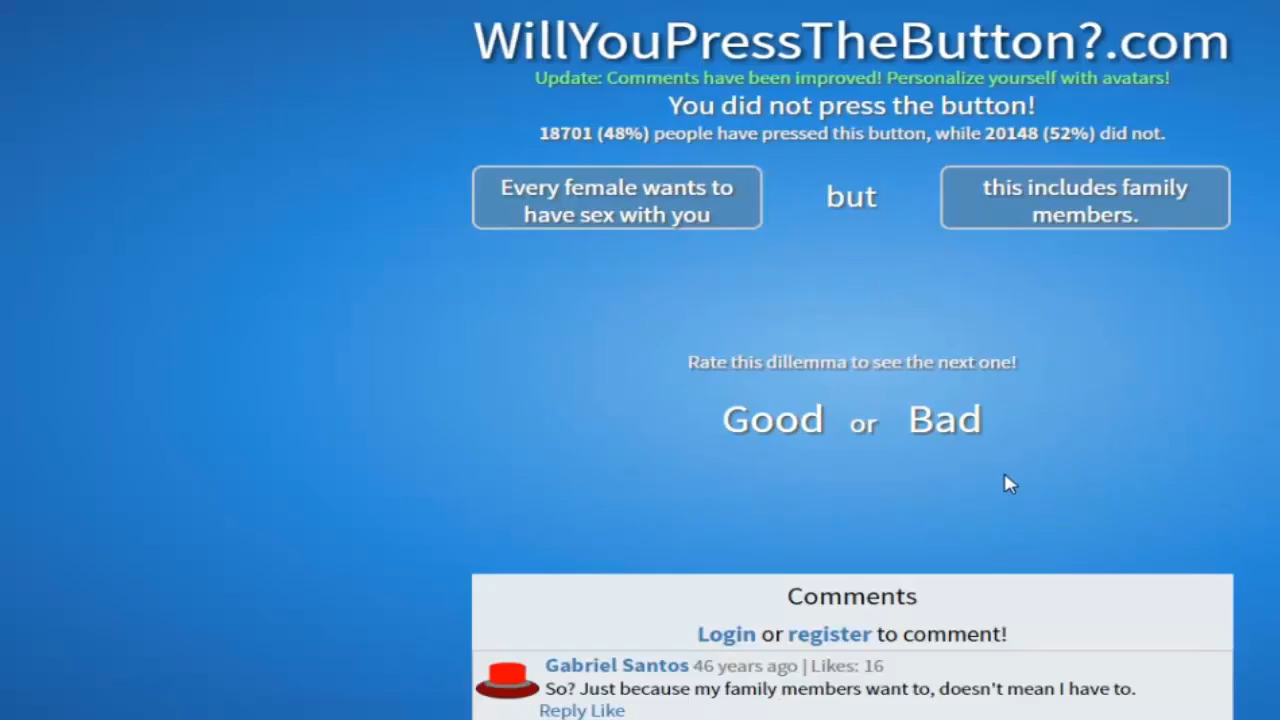 WillYouPressTheButton?.com
Update: Comments have been improved! Personalize yourself with avatars!
You did not press the button!
18701 (48%) people have pressed this button, while 20148 (52%) did not.
Every female wants to
have sex with you
but
this includes family
members.
Rate this dillemma to see the next one!
Good or Bad
Comments
Login or register to comment!
Gabriel Santos 46 years ago | Likes: 16
So? Just because my family members want to, doesn't mean I have to.
Reply Like